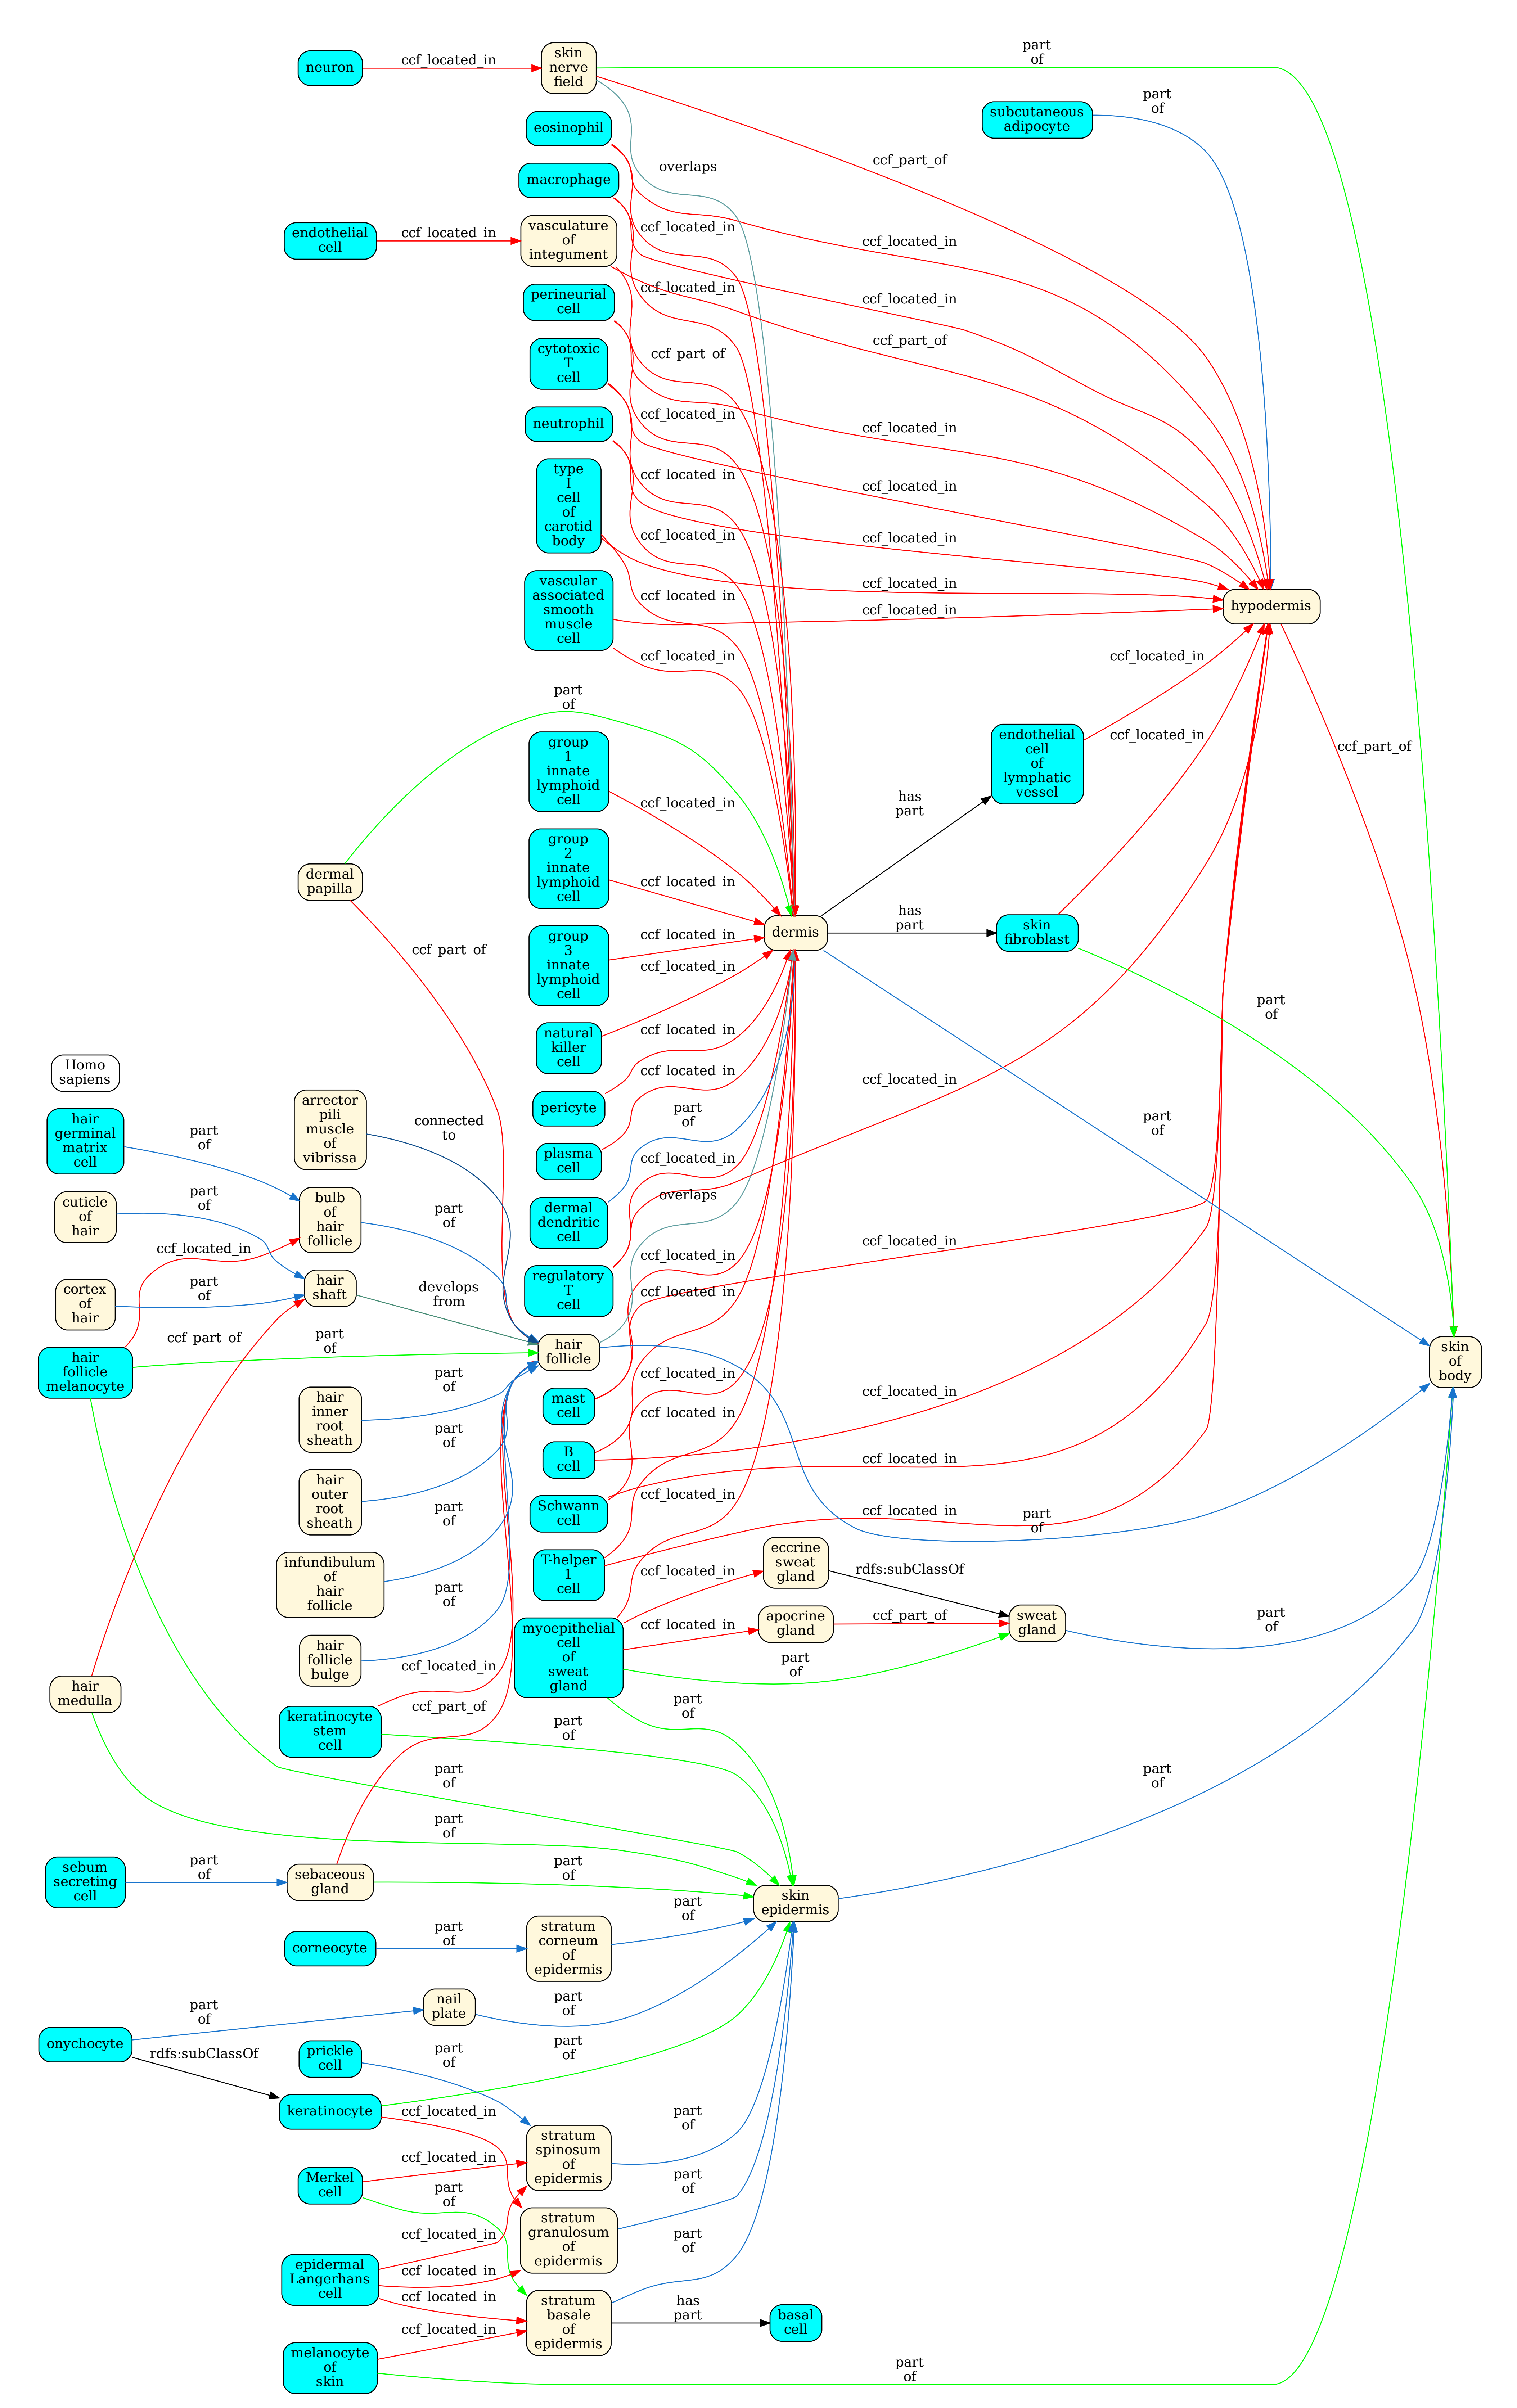 neuron
ccf_located_in
skin
nerve
field
part
of
eosinophil
subcutaneous
adipocyte
part
of
overlaps
ccf_part_of
macrophage
endothelial
cell
ccf_located_in
vasculature
of
integument
ccf_located_in
ccf_located_in
perineurial
cell
ccf_located_in
ccf_located_in
cytotoxic
T
cell
ccf_part_of
ccf_part_of
neutrophil
ccf_located_in
ccf_located_in
type
I
cell
of
carotid
body
ccf_located_in
ccf_located_in
ccf_located_in
ccf_located_in
vascular
associated
smooth
muscle
cell
ccf_located_in
ccf_located_in
ccf_located_in
ccf_located_in
hypodermis
part
of
group
1
innate
lymphoid
cell
ccf_located_in
endothelial
cell
of
lymphatic
vessel
ccf_located_in
ccf_located_in
ccf_part_of
has
part
group
2
innate
lymphoid
cell
ccf_located_in
dermal
papilla
ccf_part_of
group
3
innate
lymphoid
cell
ccf_located_in
dermis
has
part
skin
fibroblast
part
of
natural
killer
cell
ccf_located_in
ccf_located_in
pericyte
ccf_located_in
ccf_located_in
part
of
plasma
cell
part
of
dermal
dendritic
cell
ccf_located_in
overlaps
regulatory
T
cell
ccf_located_in
ccf_located_in
ccf_located_in
Homo
sapiens
hair
germinal
matrix
cell
part
of
arrector
pili
muscle
of
vibrissa
connected
to
cuticle
of
hair
part
of
bulb
of
hair
follicle
part
of
ccf_located_in
cortex
of
hair
part
of
hair
shaft
develops
from
hair
follicle
melanocyte
ccf_part_of
part
of
hair
follicle
skin
of
body
hair
inner
root
sheath
part
of
mast
cell
ccf_located_in
ccf_located_in
B
cell
ccf_located_in
hair
outer
root
sheath
part
of
Schwann
cell
ccf_located_in
ccf_located_in
infundibulum
of
hair
follicle
part
of
T-helper
1
cell
ccf_located_in
part
of
hair
follicle
bulge
part
of
myoepithelial
cell
of
sweat
gland
ccf_located_in
eccrine
sweat
gland
rdfs:subClassOf
ccf_located_in
apocrine
gland
ccf_part_of
sweat
gland
part
of
part
of
hair
medulla
ccf_located_in
ccf_part_of
keratinocyte
stem
cell
part
of
part
of
part
of
part
of
part
of
sebum
secreting
cell
part
of
sebaceous
gland
part
of
skin
epidermis
corneocyte
part
of
stratum
corneum
of
epidermis
part
of
onychocyte
part
of
nail
plate
part
of
rdfs:subClassOf
prickle
cell
part
of
part
of
keratinocyte
ccf_located_in
stratum
spinosum
of
epidermis
part
of
Merkel
cell
ccf_located_in
part
of
stratum
granulosum
of
epidermis
part
of
epidermal
Langerhans
cell
ccf_located_in
ccf_located_in
ccf_located_in
stratum
basale
of
epidermis
part
of
has
part
basal
cell
melanocyte
of
skin
ccf_located_in
part
of